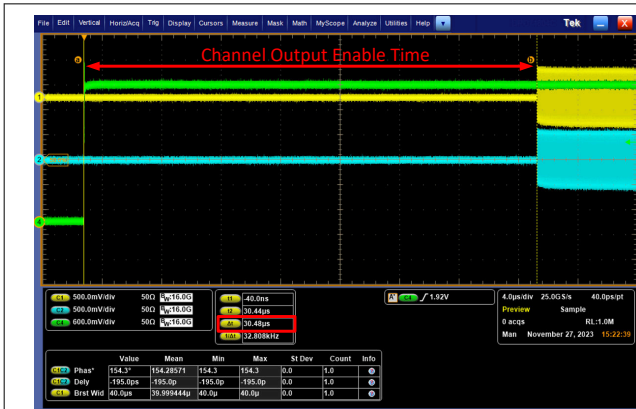 File Edit Vertical Horiz/Acq Trig Display Cursors Measure Mask Math MyScope Analyze Utilities Help Tek X
Channel Output Enable Time
a b
1
2
4
C1 500.0mV/div 50Ω BW:16.0G
C2 500.0mV/div 50Ω BW:16.0G
C4 600.0mV/div 50Ω BW:16.0G
t1 -40.0ns
t2 30.44µs
Δt 30.48µs
1/Δt 32.808kHz
A' C4 1.92V
4.0µs/div 25.0GS/s 40.0ps/pt
Preview Sample
0 acqs RL:1.0M
Man November 27, 2023 15:22:39
Value Mean Min Max St Dev Count Info
C1 C2 Phas* 154.3° 154.28571 154.3 154.3 0.0 1.0
C1 C2 Dely -195.0ps -195.0p -195.0p -195.0p 0.0 1.0
C1 Brst Wid 40.0µs 39.999444µ 40.0µ 40.0µ 0.0 1.0